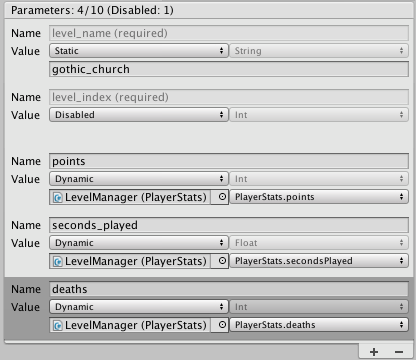 Parameters: 4/10 (Disabled: 1)
Name level_name (required)
Value Static String
gothic_church
Name level_index (required)
Value Disabled Int
Name points
Value Dynamic Int
LevelManager (PlayerStats) PlayerStats.points
Name seconds_played
Value Dynamic Float
LevelManager (PlayerStats) PlayerStats.secondsPlayed
Name deaths
Value Dynamic Int
LevelManager (PlayerStats) PlayerStats.deaths
+ −